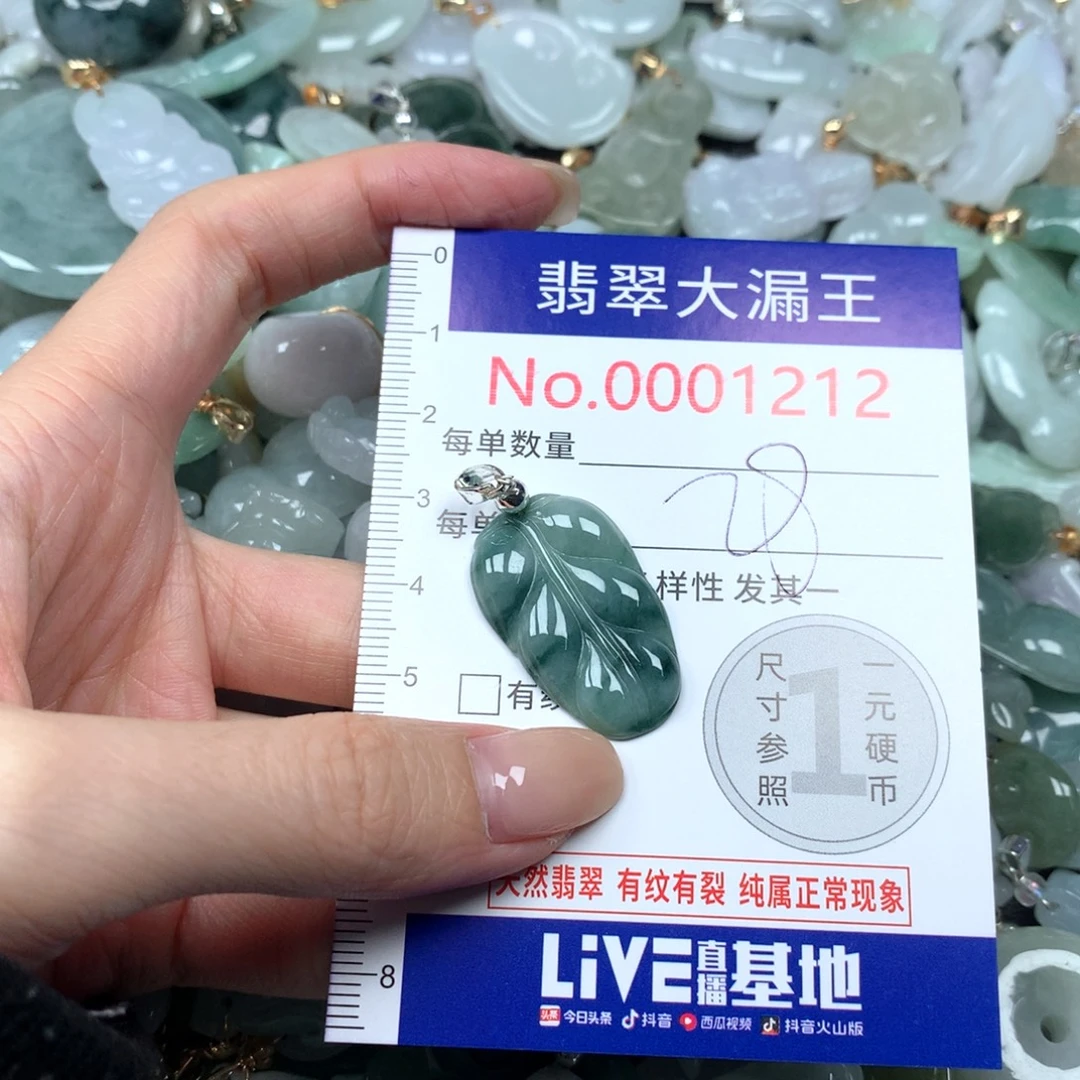 翡翠大漏王
No.0001212
每单数量
每单
样性 发其一
有纹
尺寸参照
1
一元硬币
天然翡翠 有纹有裂 纯属正常现象
LiVE直播基地
头条 今日头条 抖音 西瓜视频 抖音火山版
0
1
2
3
4
5
8